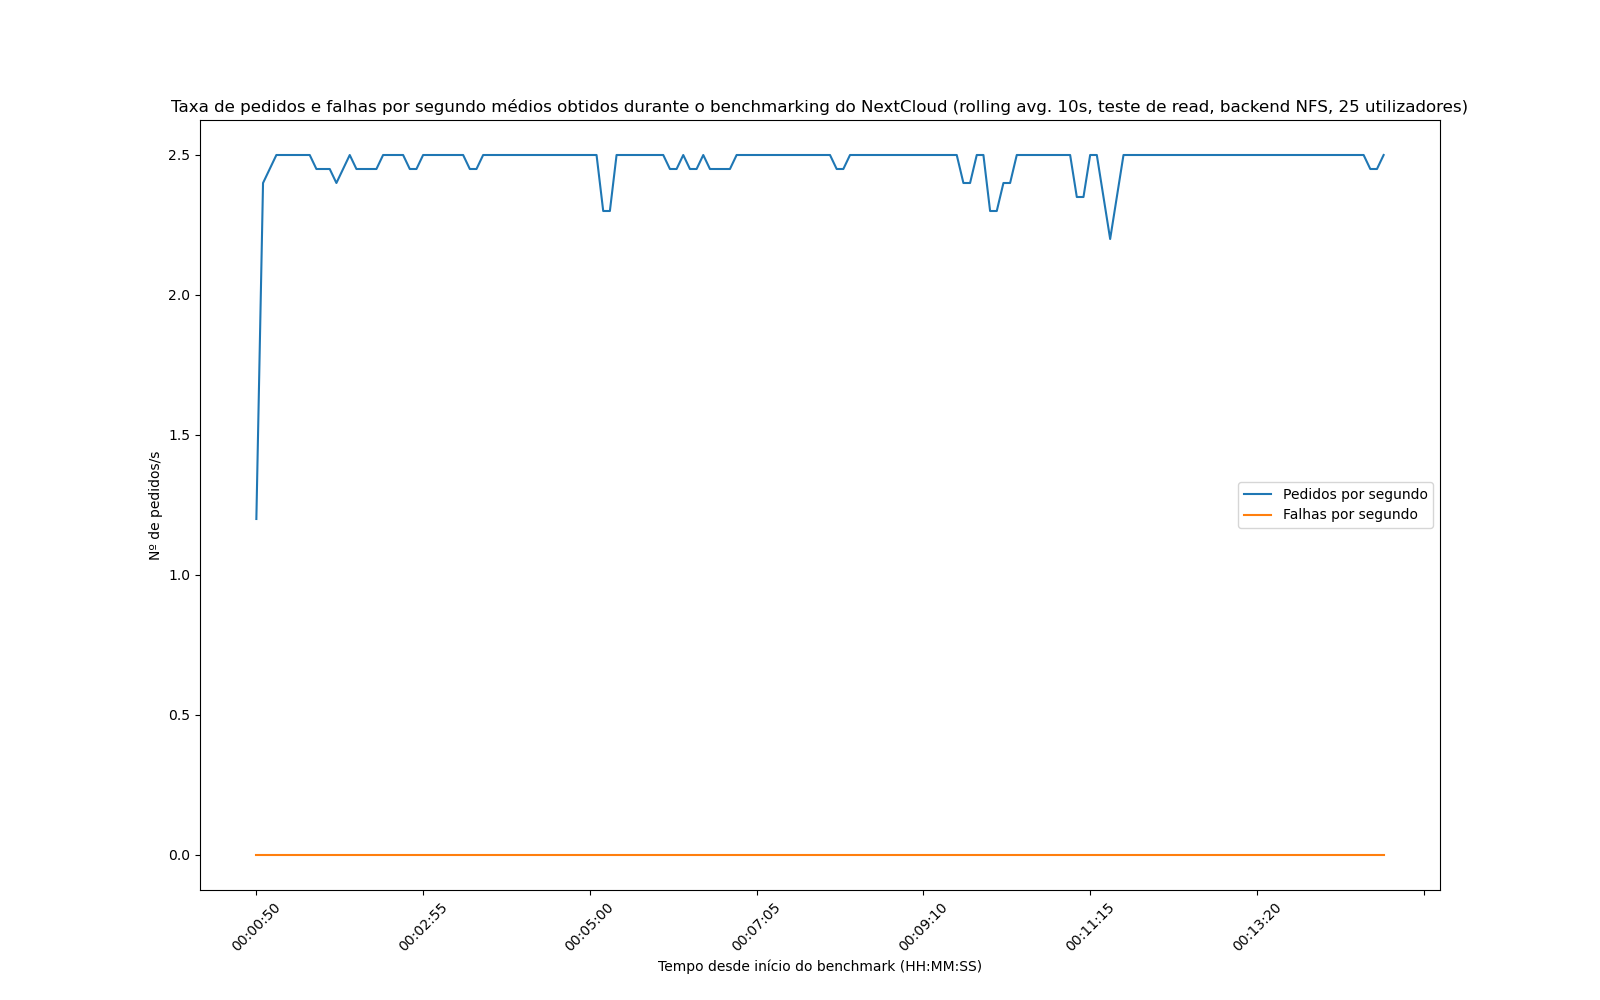 Taxa de pedidos e falhas por segundo médios obtidos durante o benchmarking do NextCloud (rolling avg. 10s, teste de read, backend NFS, 25 utilizadores)
2.5
2.0
1.5
1.0
0.5
0.0
Nº de pedidos/s
Pedidos por segundo
Falhas por segundo
00:00:50
00:02:55
00:05:00
00:07:05
00:09:10
00:11:15
00:13:20
Tempo desde início do benchmark (HH:MM:SS)